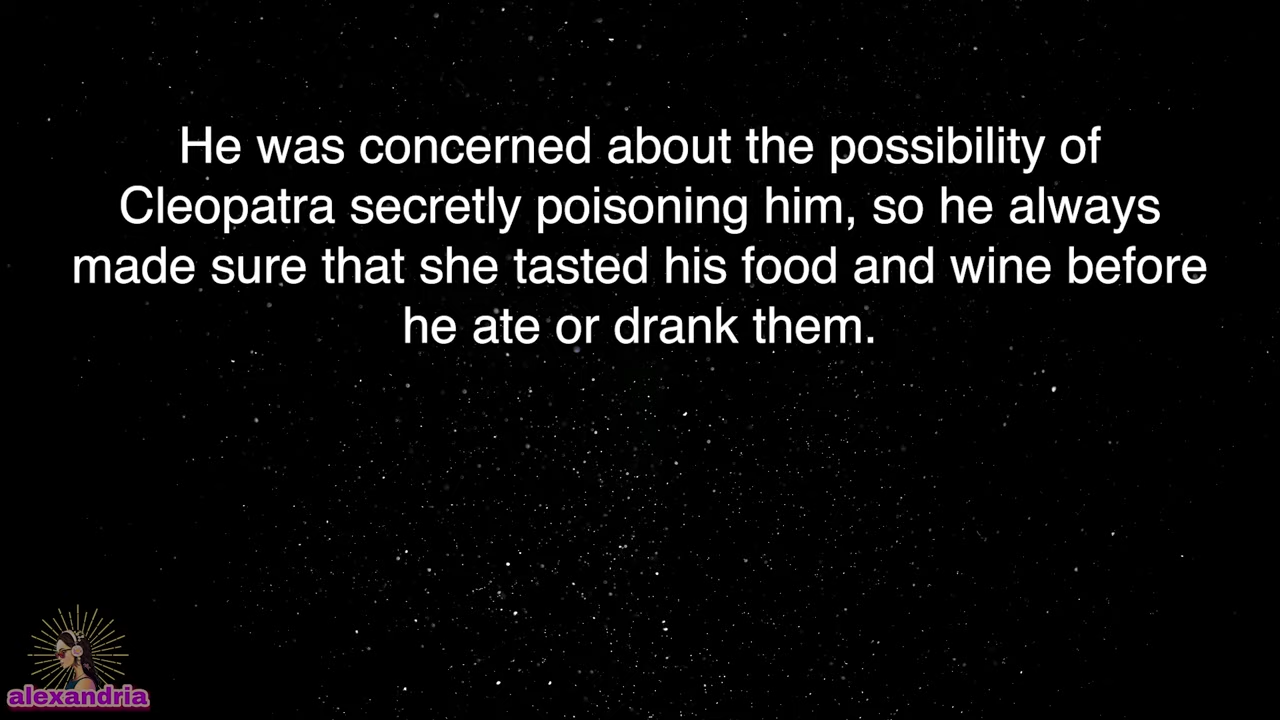 He was concerned about the possibility of
Cleopatra secretly poisoning him, so he always
made sure that she tasted his food and wine before
he ate or drank them.
alexandria